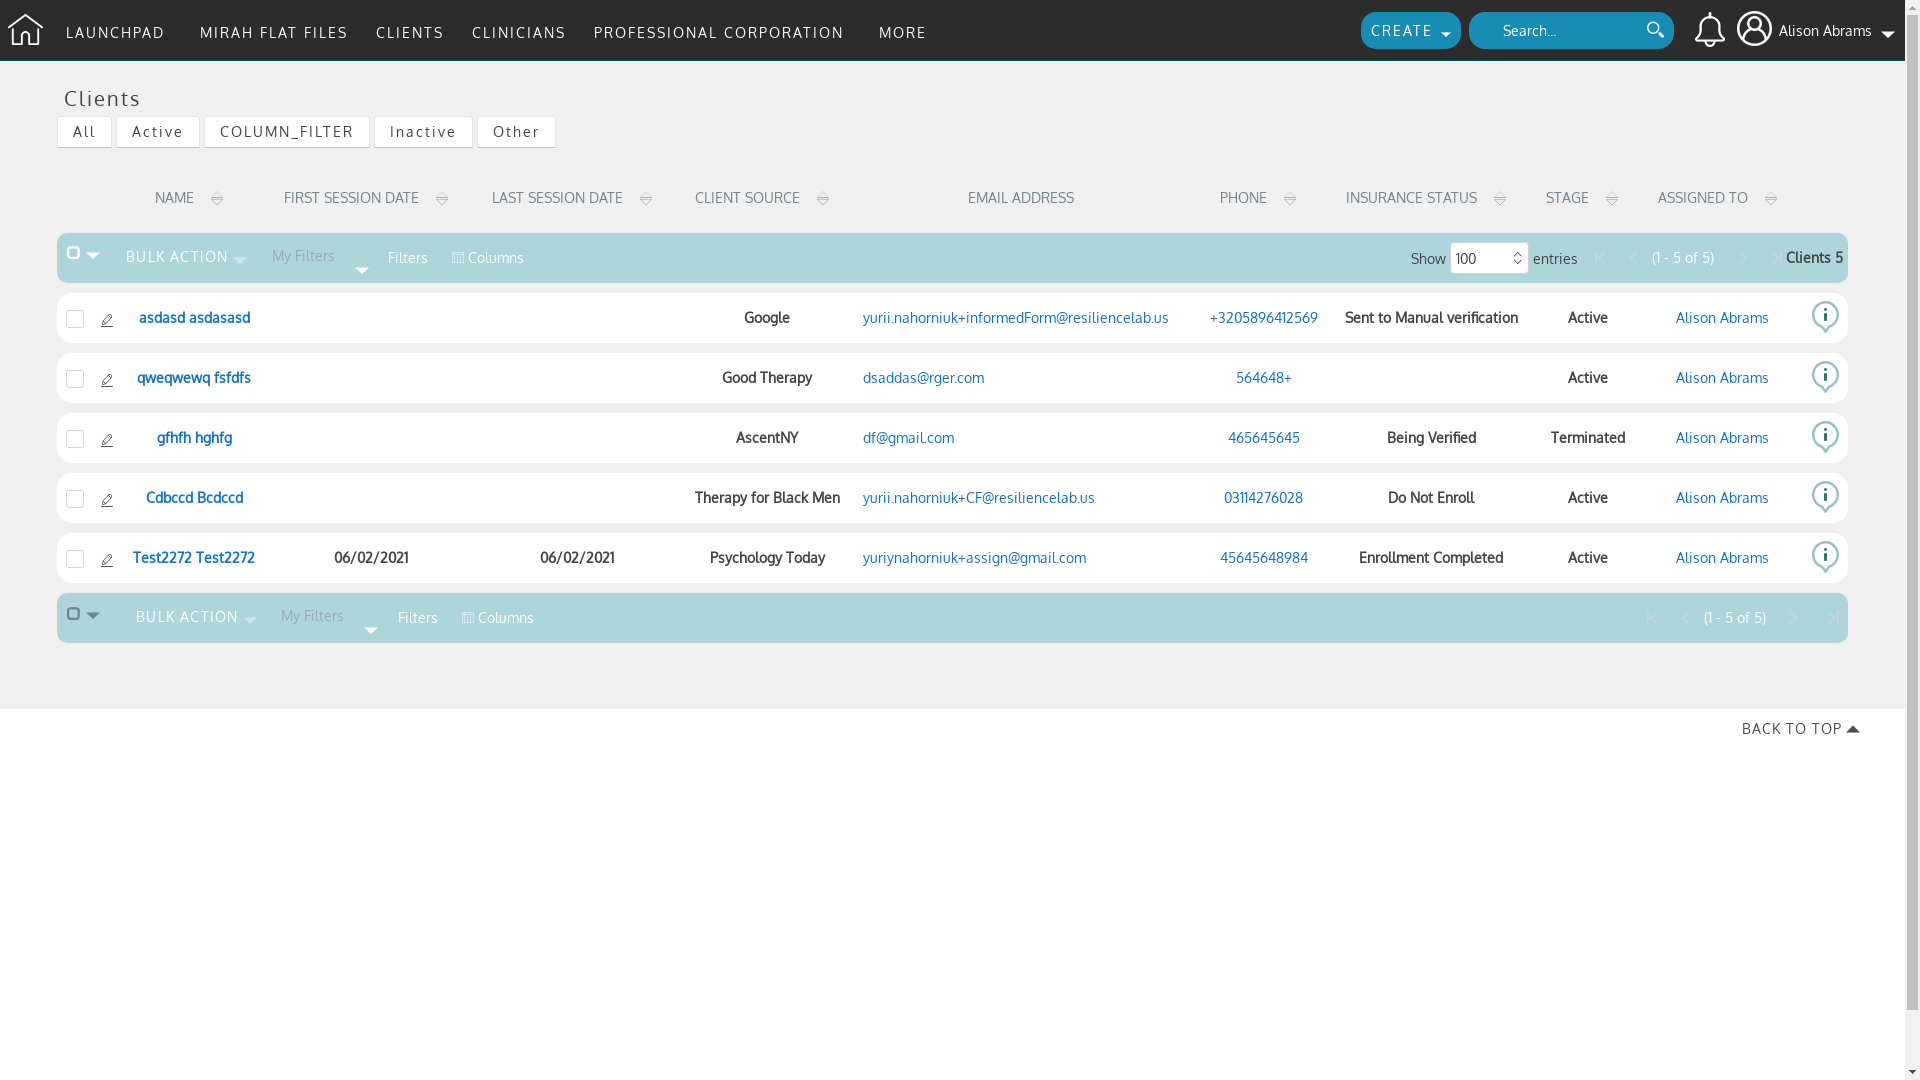 LAUNCHPAD MIRAH FLAT FILES CLIENTS CLINICIANS PROFESSIONAL CORPORATION MORE CREATE Search... Alison Abrams
Clients
All Active COLUMN_FILTER Inactive Other
NAME FIRST SESSION DATE LAST SESSION DATE CLIENT SOURCE EMAIL ADDRESS PHONE INSURANCE STATUS STAGE ASSIGNED TO
BULK ACTION My Filters Filters Columns Show 100 entries (1 - 5 of 5) Clients 5
asdasd asdasasd Google yurii.nahorniuk+informedForm@resiliencelab.us +3205896412569 Sent to Manual verification Active Alison Abrams
qweqwewq fsfdfs Good Therapy dsaddas@rger.com 564648+ Active Alison Abrams
gfhfh hghfg AscentNY df@gmail.com 465645645 Being Verified Terminated Alison Abrams
Cdbccd Bcdccd Therapy for Black Men yurii.nahorniuk+CF@resiliencelab.us 03114276028 Do Not Enroll Active Alison Abrams
Test2272 Test2272 06/02/2021 06/02/2021 Psychology Today yuriynahorniuk+assign@gmail.com 45645648984 Enrollment Completed Active Alison Abrams
BULK ACTION My Filters Filters Columns (1 - 5 of 5)
BACK TO TOP